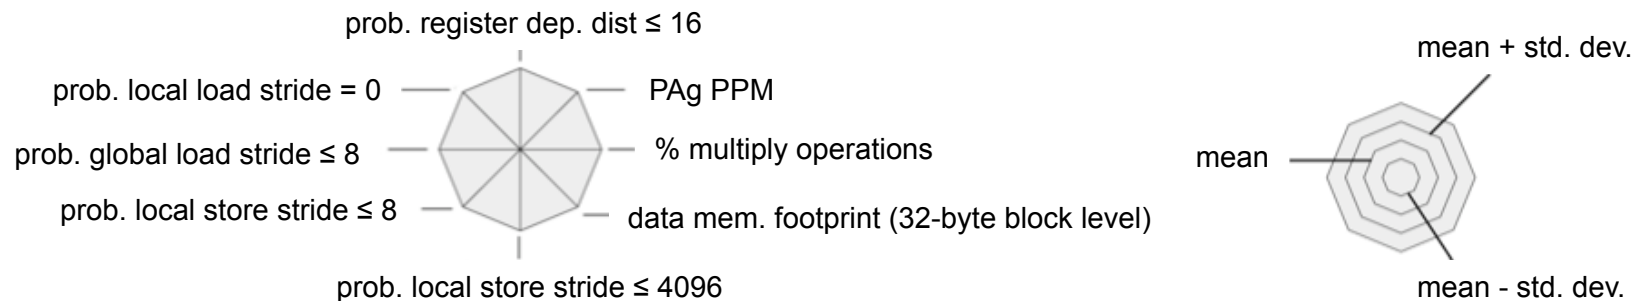 prob. register dep. dist ≤ 16
mean + std. dev.
prob. local load stride = 0
PAg PPM
prob. global load stride ≤ 8
% multiply operations
mean
prob. local store stride ≤ 8
data mem. footprint (32-byte block level)
prob. local store stride ≤ 4096
mean - std. dev.